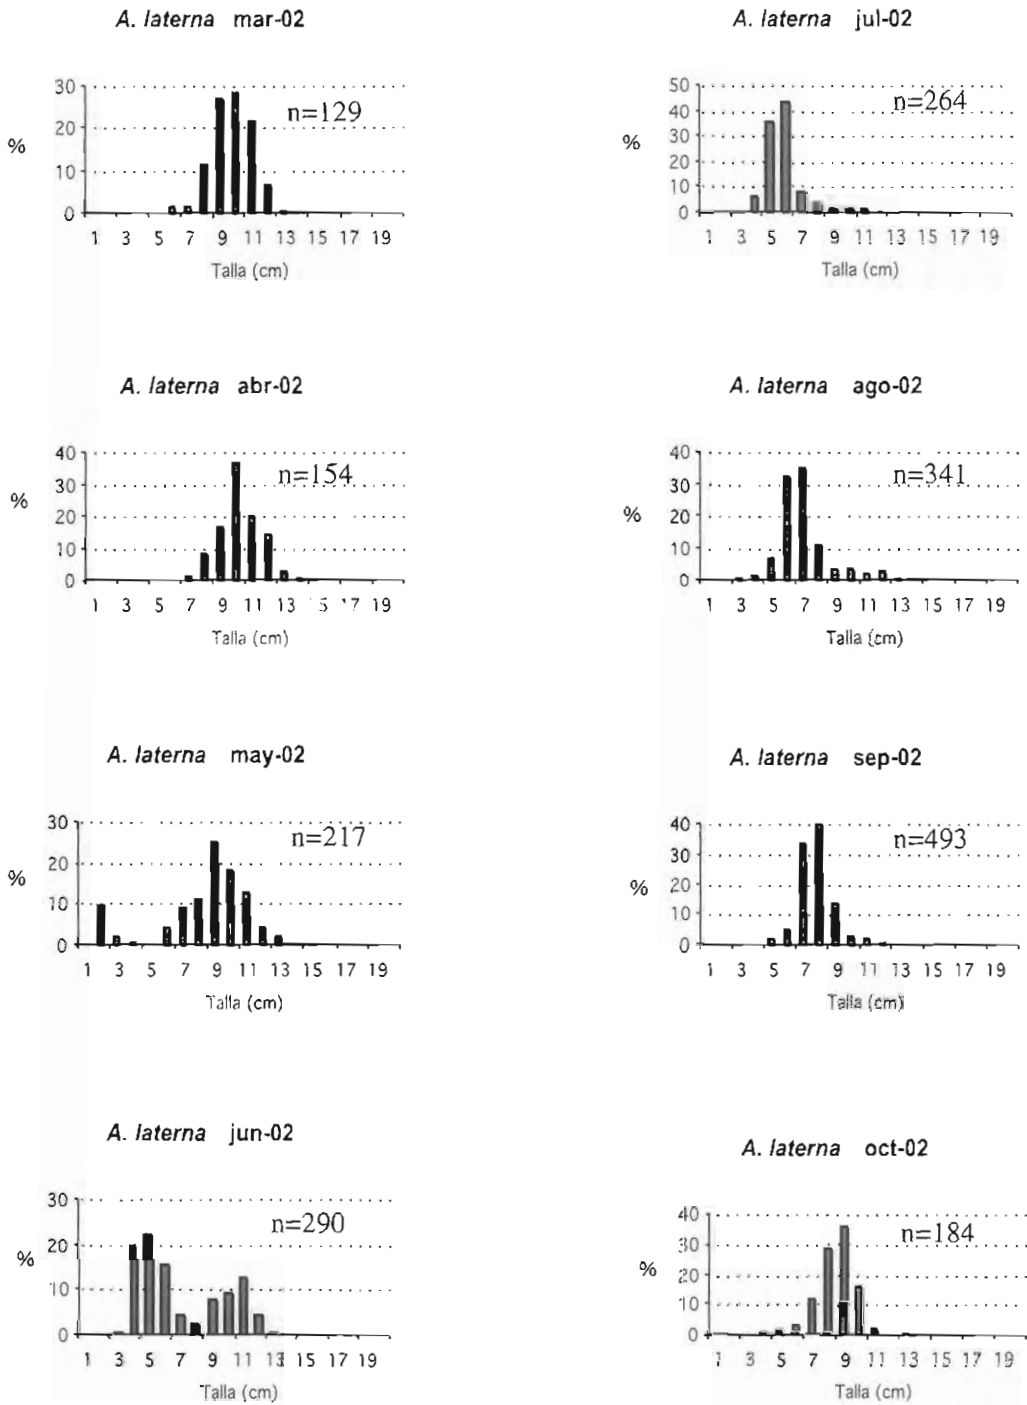 A. laterna mar-02
30
20
10
0
%
n=129
1 3 5 7 9 11 13 15 17 19
Talla (cm)
A. laterna abr-02
40
30
20
10
0
%
n=154
1 3 5 7 9 11 13 15 17 19
Talla (cm)
A. laterna may-02
30
20
10
0
%
n=217
1 3 5 7 9 11 13 15 17 19
Talla (cm)
A. laterna jun-02
30
20
10
0
%
n=290
1 3 5 7 9 11 13 15 17 19
Talla (cm)
A. laterna jul-02
50
40
30
20
10
0
%
n=264
1 3 5 7 9 11 13 15 17 19
Talla (cm)
A. laterna ago-02
40
30
20
10
0
%
n=341
1 3 5 7 9 11 13 15 17 19
Talla (cm)
A. laterna sep-02
40
30
20
10
0
%
n=493
1 3 5 7 9 11 13 15 17 19
Talla (cm)
A. laterna oct-02
40
30
20
10
0
%
n=184
1 3 5 7 9 11 13 15 17 19
Talla (cm)